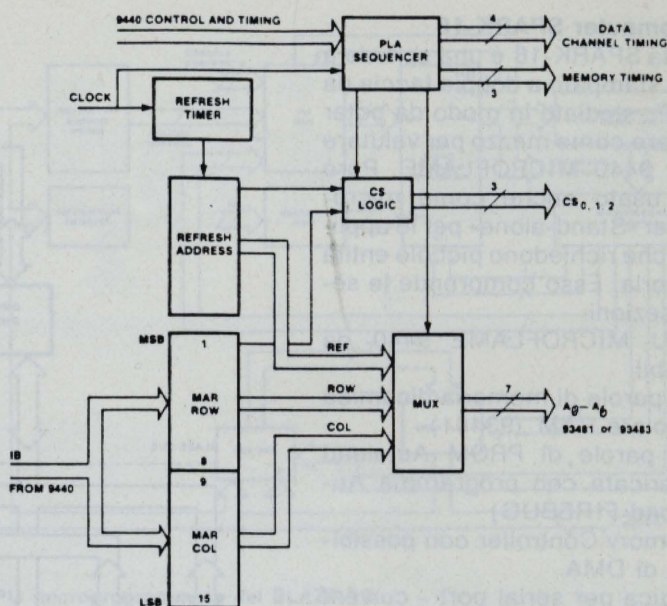 9440 CONTROL AND TIMING
PLA
SEQUENCER
4
DATA
CHANNEL TIMING
MEMORY TIMING
3
CLOCK
REFRESH
TIMER
REFRESH
ADDRESS
CS
LOGIC
3
CS0, 1, 2
MSB
1
MAR
ROW
8
9
MAR
COL
15
LSB
IB
FROM 9440
REF
ROW
COL
MUX
7
A0– A6
93481 or 93483